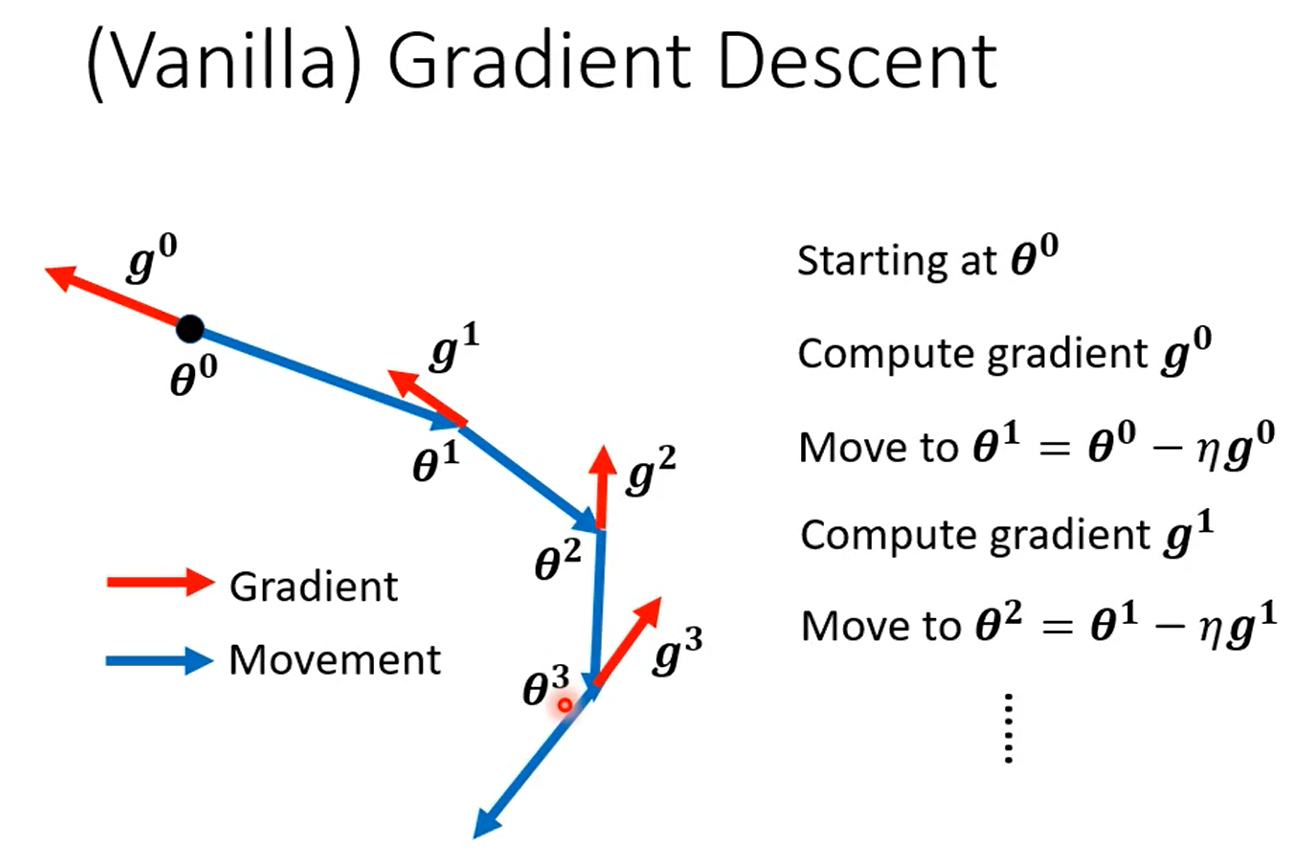 (Vanilla) Gradient Descent
g⁰
θ⁰
g¹
θ¹
g²
θ²
g³
θ³
Gradient
Movement
Starting at θ⁰
Compute gradient g⁰
Move to θ¹ = θ⁰ − ηg⁰
Compute gradient g¹
Move to θ² = θ¹ − ηg¹
......